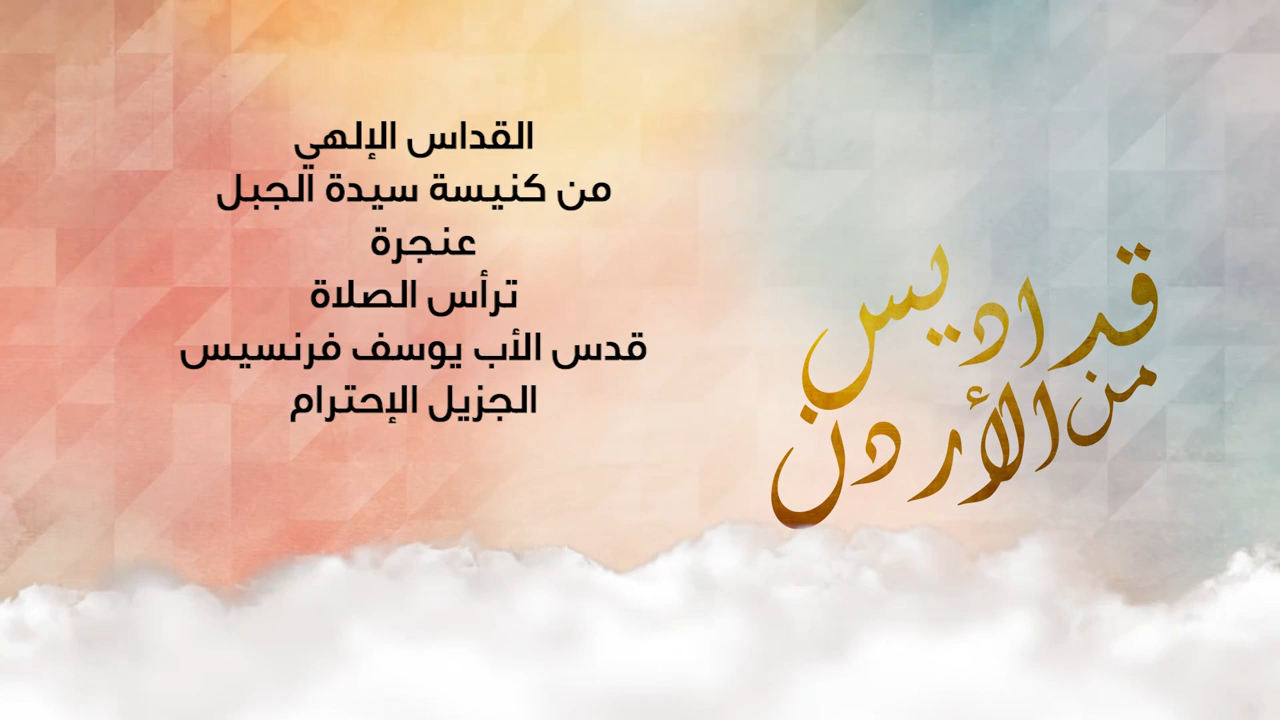 القداس الإلهي
من كنيسة سيدة الجبل
عنجرة
ترأس الصلاة
قدس الأب يوسف فرنسيس
الجزيل الإحترام
قداديس
من الأردن